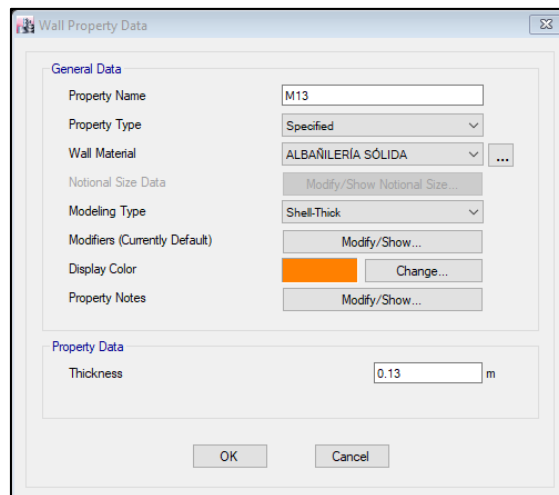 Wall Property Data
General Data
Property Name M13
Property Type Specified
Wall Material ALBAÑILERÍA SÓLIDA ...
Notional Size Data Modify/Show Notional Size...
Modeling Type Shell-Thick
Modifiers (Currently Default) Modify/Show...
Display Color Change...
Property Notes Modify/Show...
Property Data
Thickness 0.13 m
OK Cancel